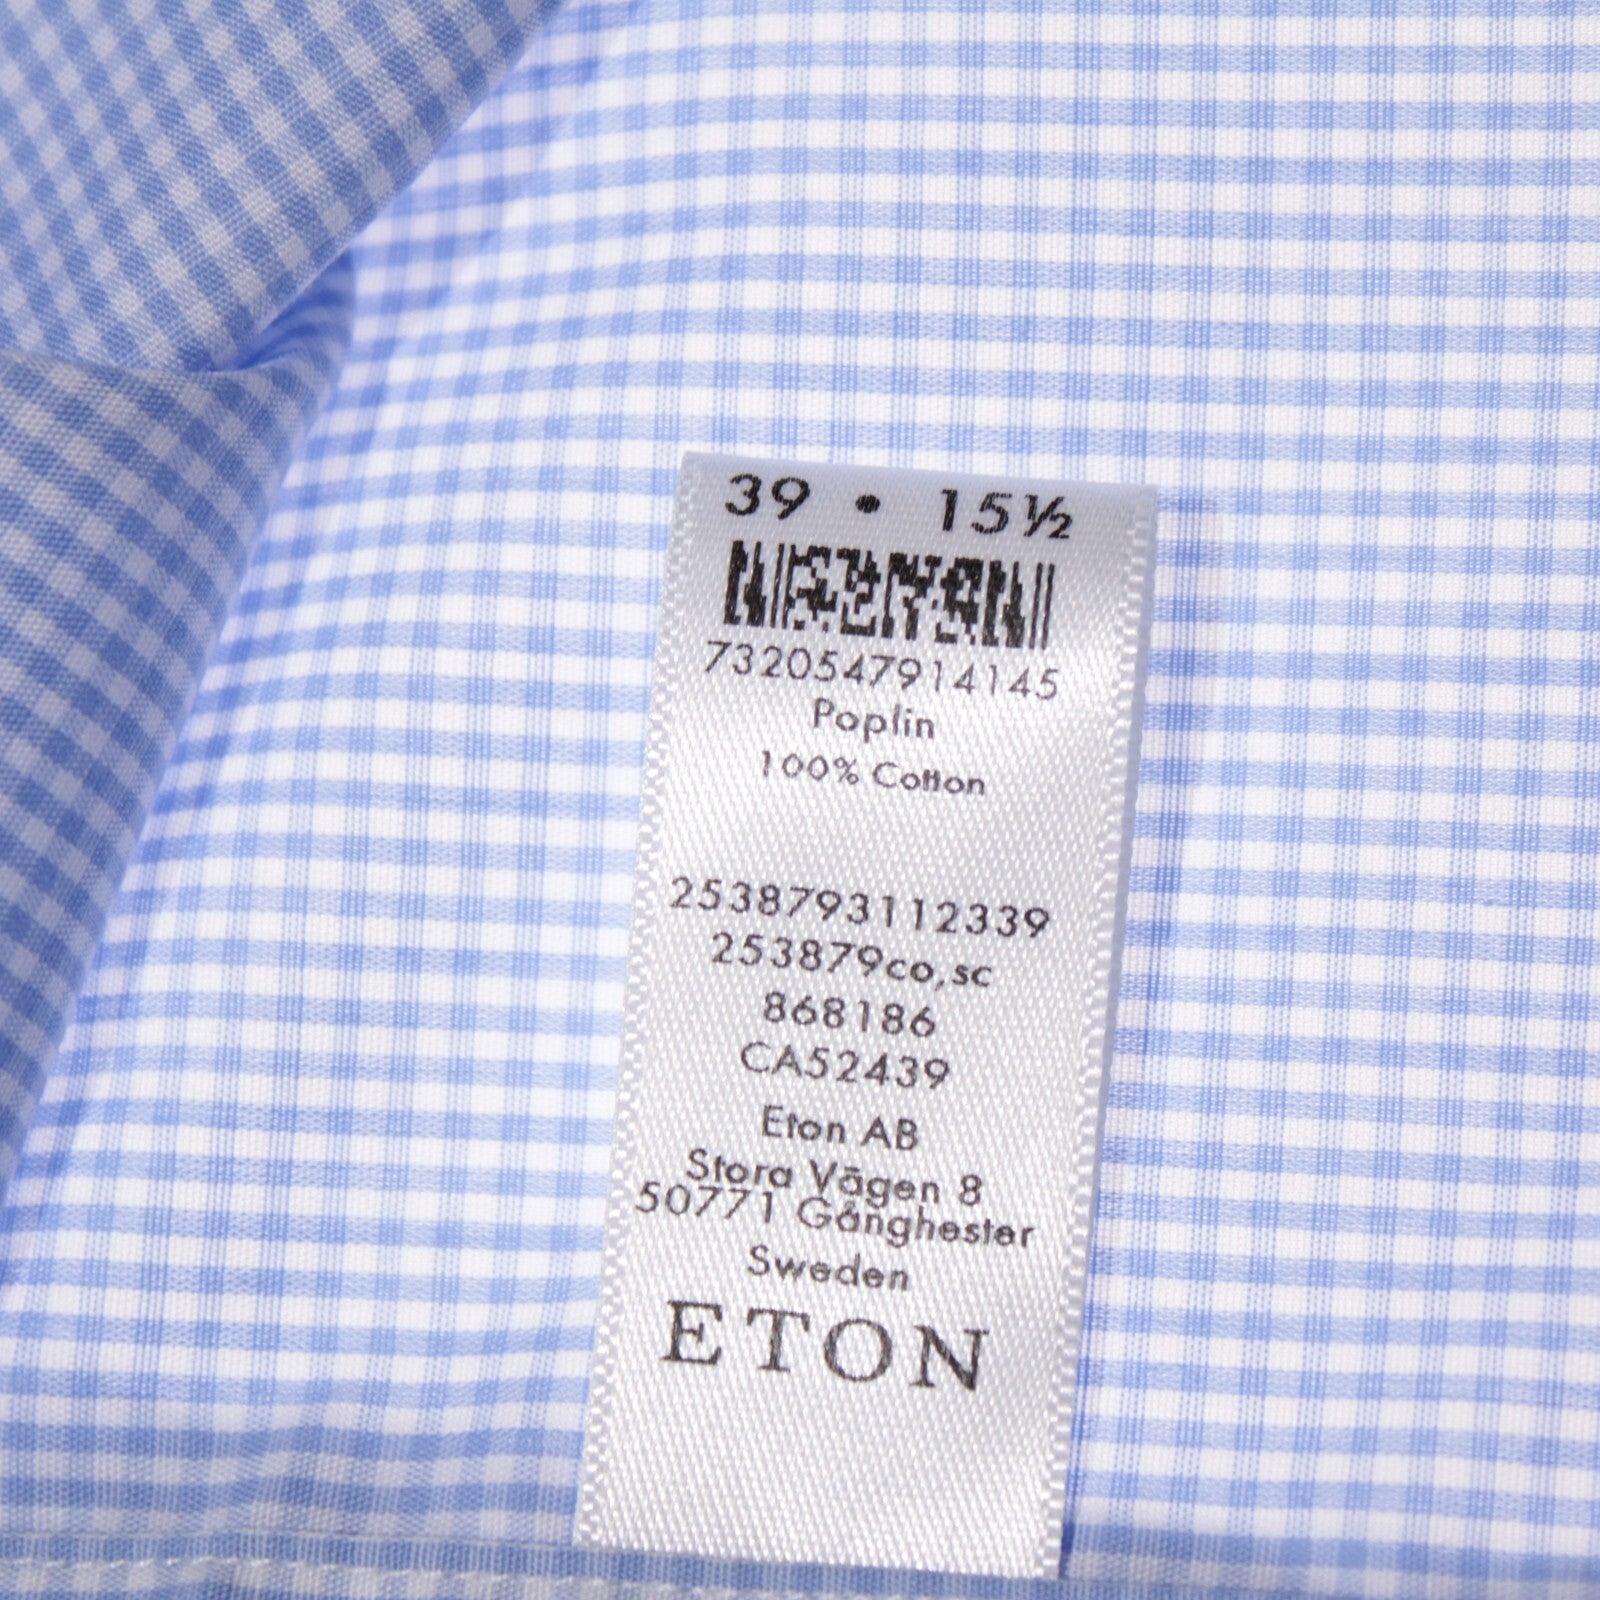 39 • 15½
7320547914145
Poplin
100% Cotton
2538793112339
253879co,sc
868186
CA52439
Eton AB
Stora Vägen 8
50771 Gånghester
Sweden
ETON